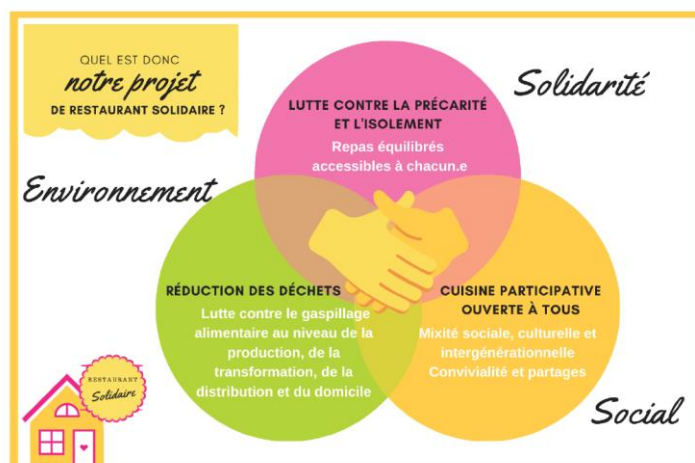 QUEL EST DONC
notre projet
DE RESTAURANT SOLIDAIRE ?
Solidarité
LUTTE CONTRE LA PRÉCARITÉ
ET L'ISOLEMENT
Repas équilibrés
accessibles à chacun.e
Environnement
RÉDUCTION DES DÉCHETS
Lutte contre le gaspillage
alimentaire au niveau de la
production, de la
transformation, de la
distribution et du domicile
CUISINE PARTICIPATIVE
OUVERTE À TOUS
Mixité sociale, culturelle et
intergénérationnelle
Convivialité et partages
RESTAURANT
Solidaire
Social